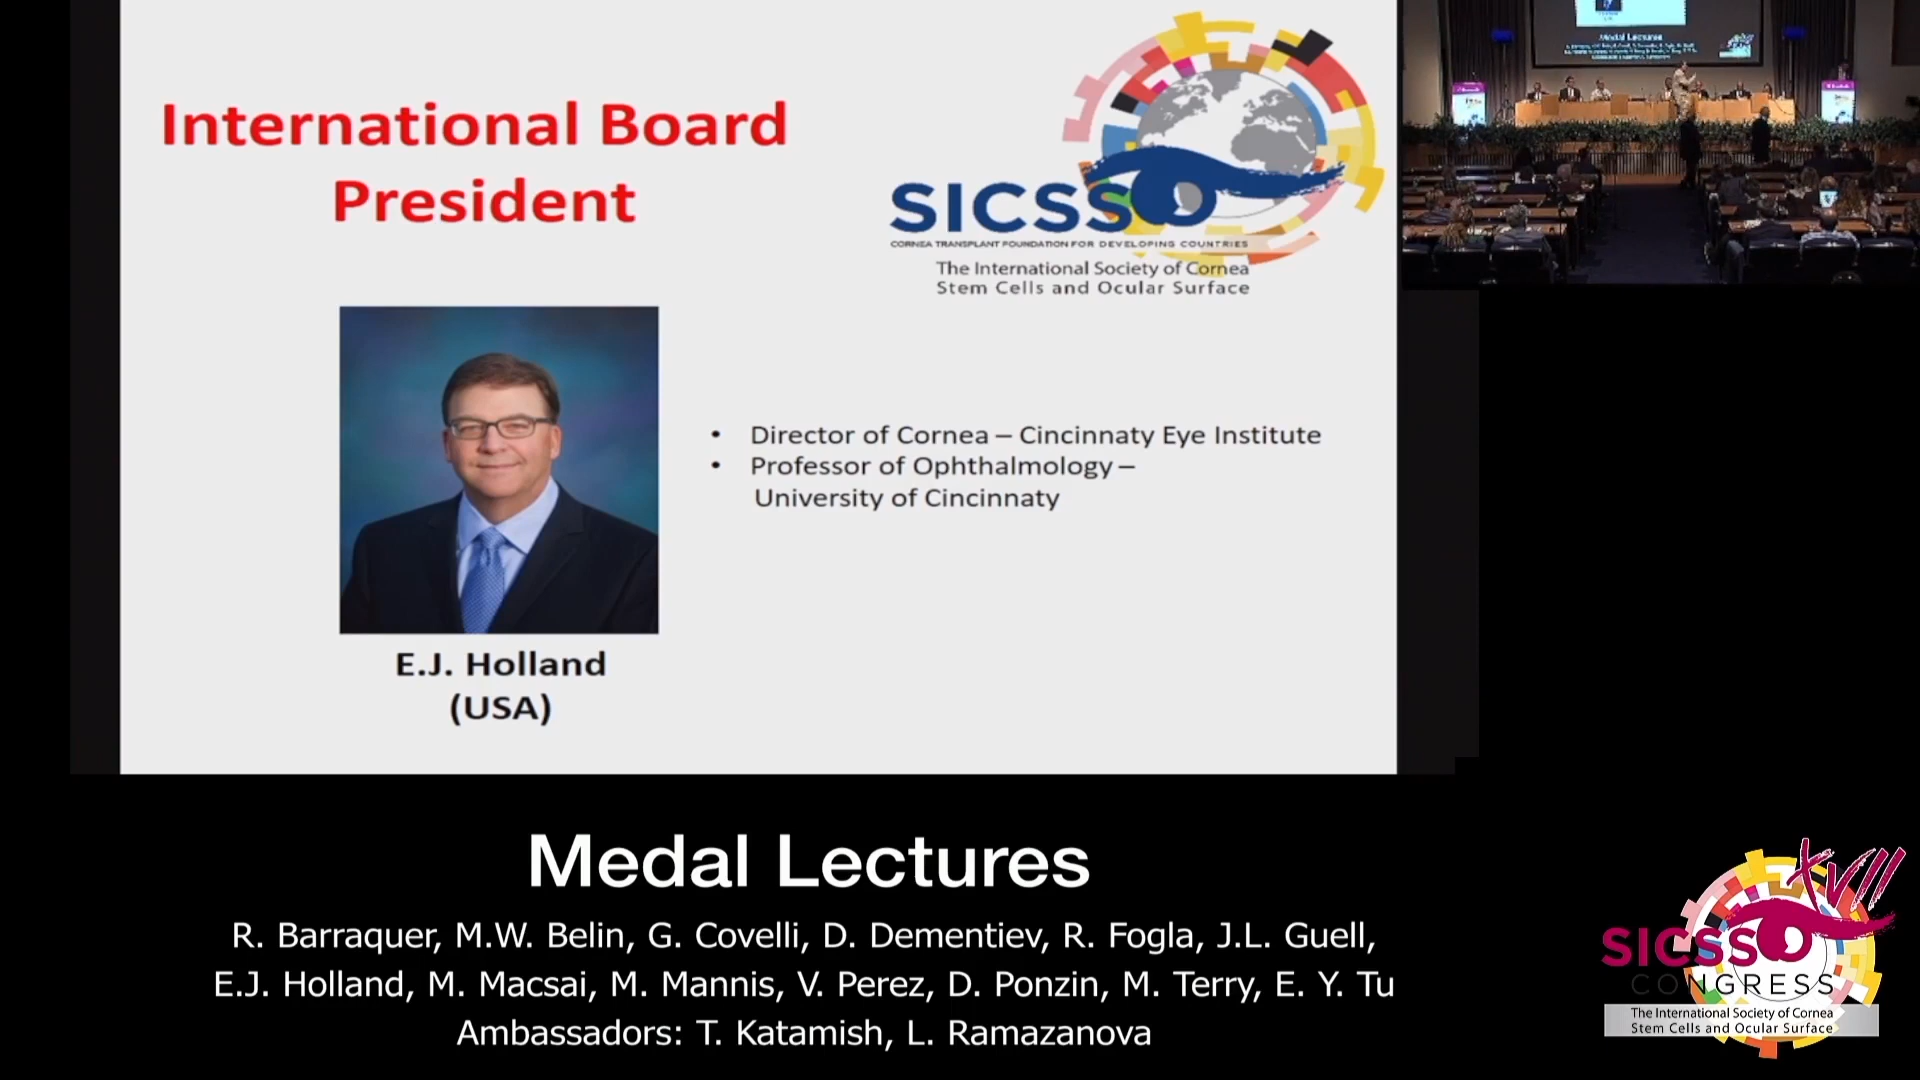 International Board
President
SICSSO
CORNEA TRANSPLANT FOUNDATION FOR DEVELOPING COUNTRIES
The International Society of Cornea
Stem Cells and Ocular Surface
• Director of Cornea – Cincinnaty Eye Institute
• Professor of Ophthalmology –
University of Cincinnaty
E.J. Holland
(USA)
Medal Lectures
Medal Lectures
R. Barraquer, M.W. Belin, G. Covelli, D. Dementiev, R. Fogla, J.L. Guell,
E.J. Holland, M. Macsai, M. Mannis, V. Perez, D. Ponzin, M. Terry, E. Y. Tu
Ambassadors: T. Katamish, L. Ramazanova
XVII
SICSSO
CONGRESS
The International Society of Cornea
Stem Cells and Ocular Surface